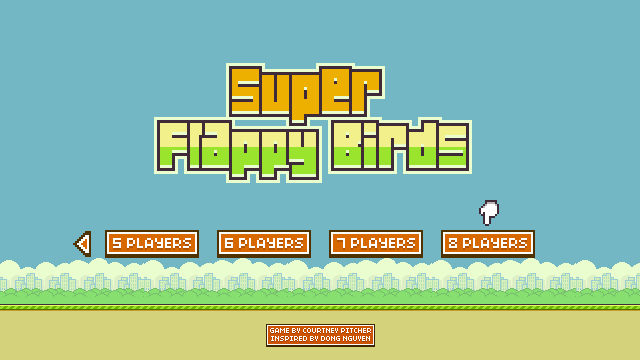 Super
Flappy Birds
5 PLAYERS 6 PLAYERS 7 PLAYERS 8 PLAYERS
GAME BY COURTNEY PITCHER
INSPIRED BY DONG NGUYEN